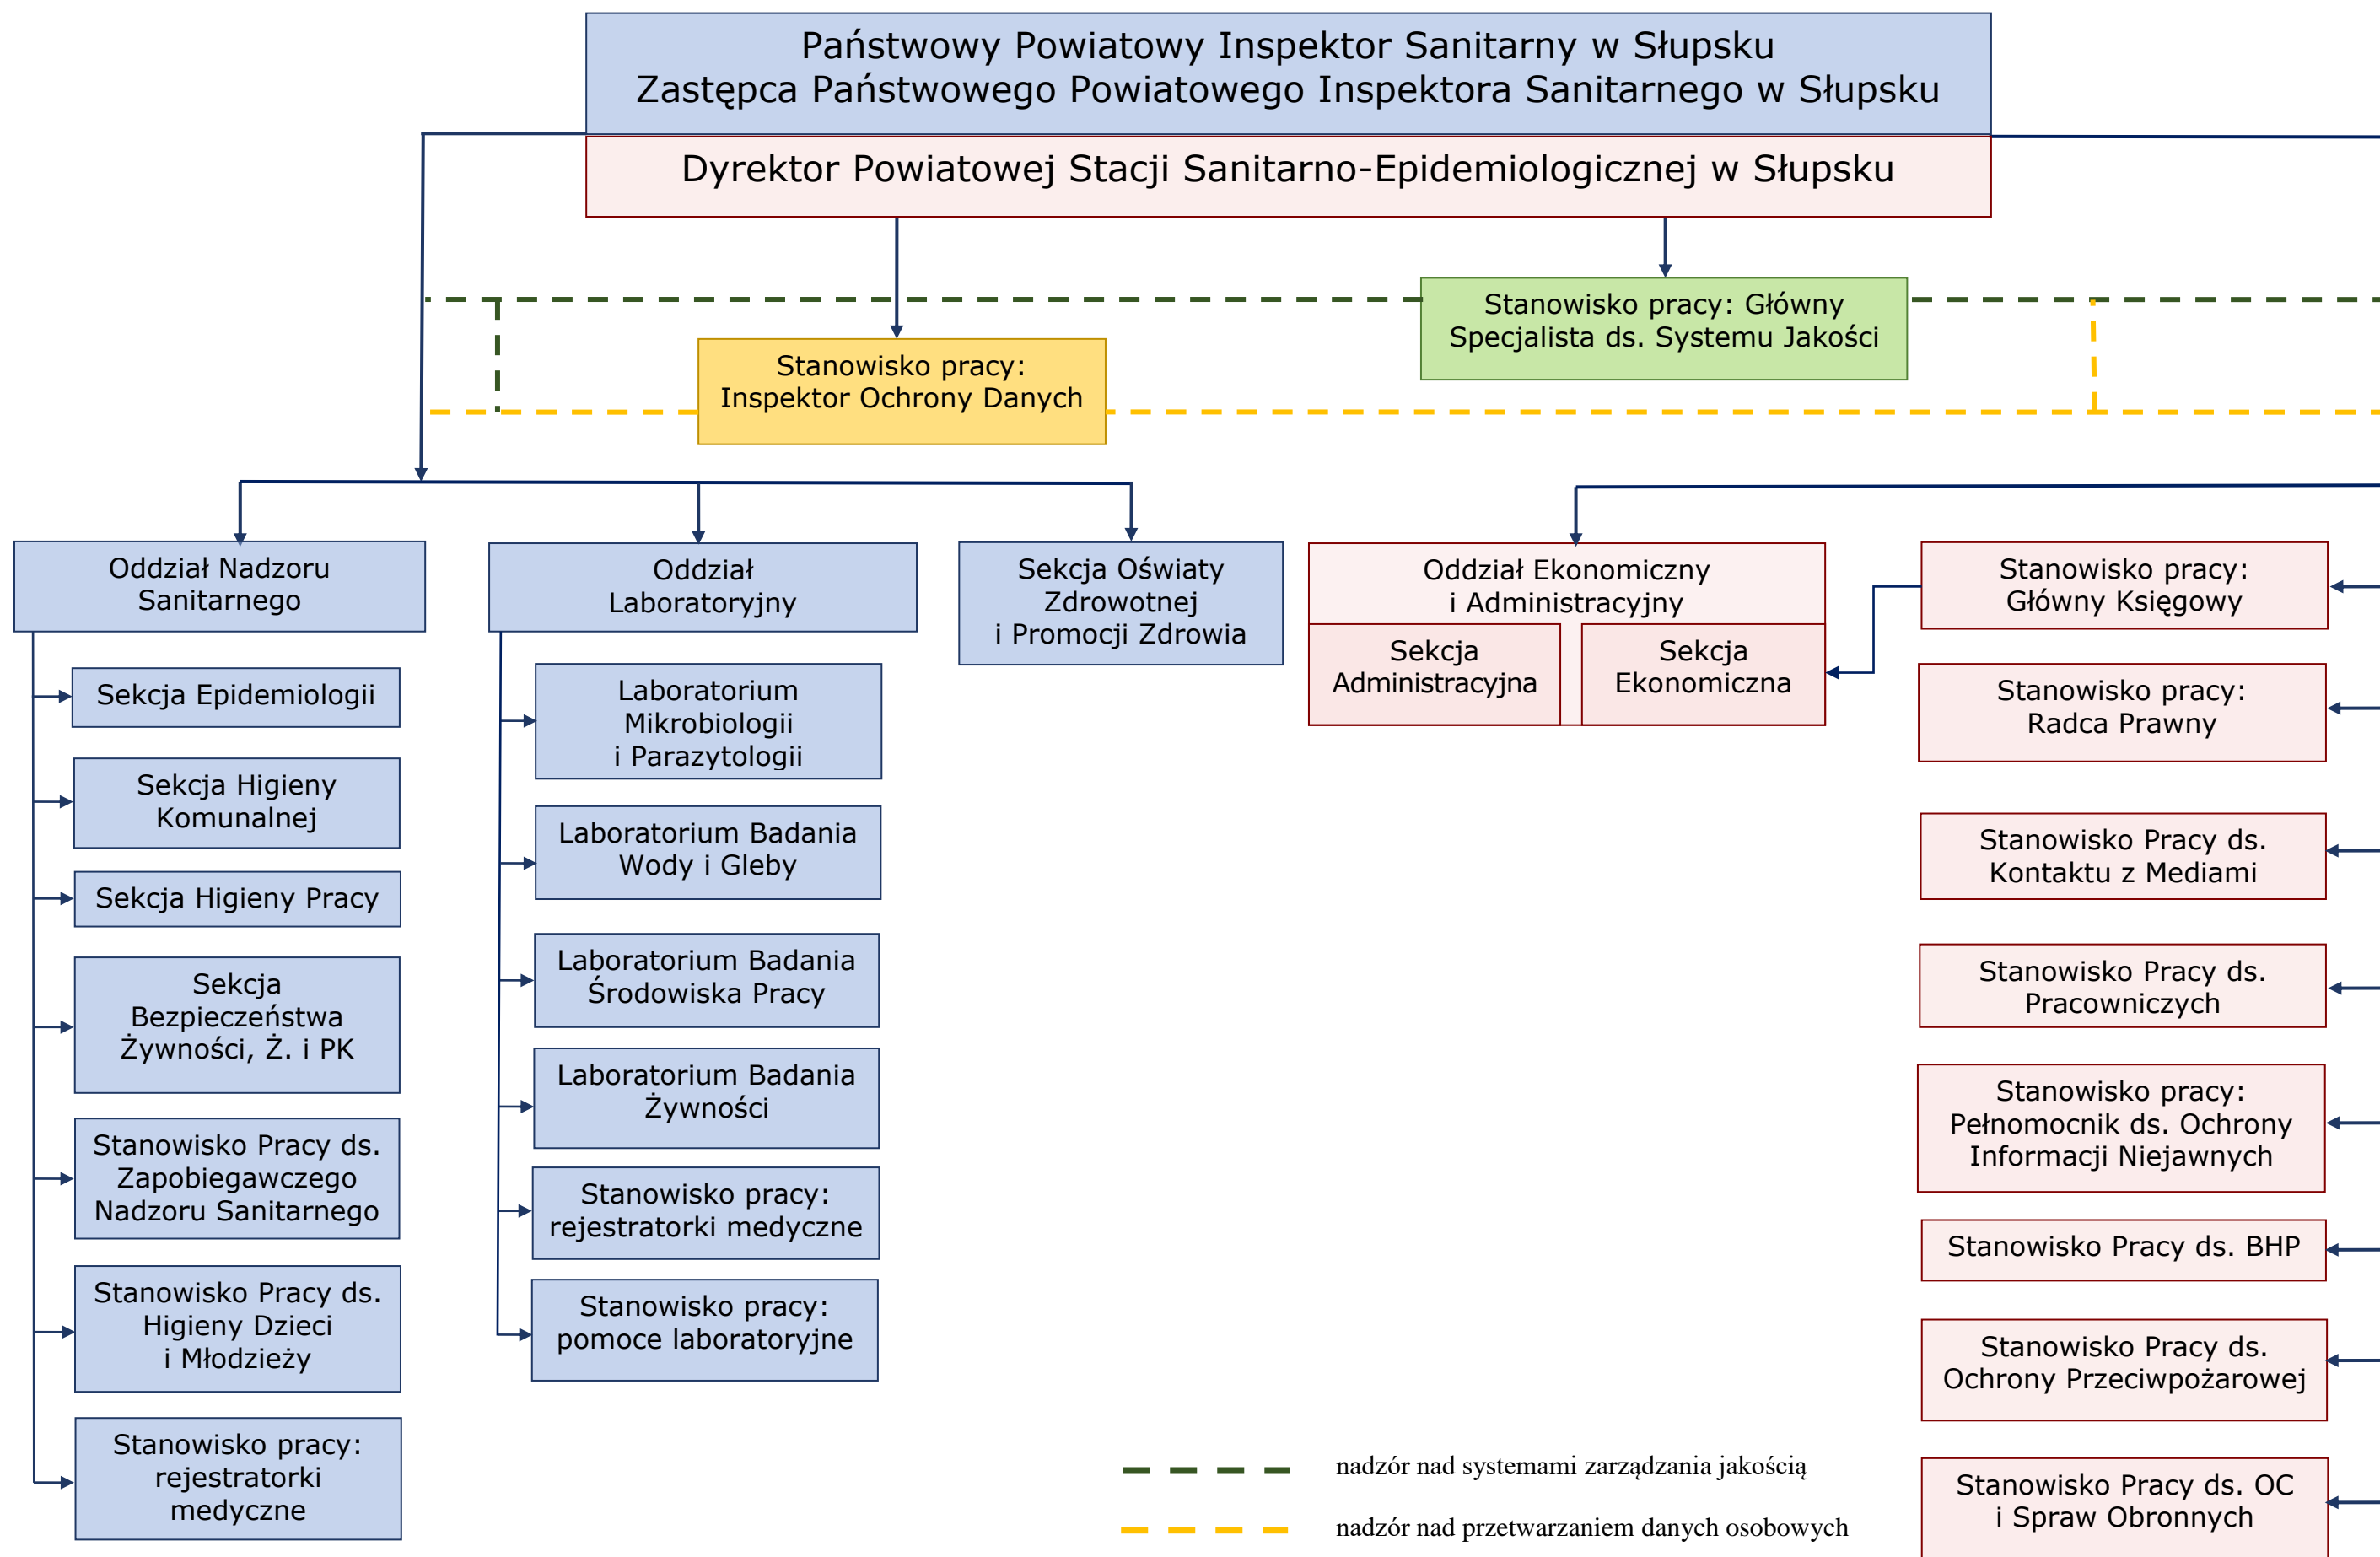 Państwowy Powiatowy Inspektor Sanitarny w Słupsku
Zastępca Państwowego Powiatowego Inspektora Sanitarnego w Słupsku
Dyrektor Powiatowej Stacji Sanitarno-Epidemiologicznej w Słupsku
Stanowisko pracy: Główny
Specjalista ds. Systemu Jakości
Stanowisko pracy:
Inspektor Ochrony Danych
Oddział Nadzoru
Sanitarnego
Sekcja Epidemiologii
Sekcja Higieny
Komunalnej
Sekcja Higieny Pracy
Sekcja
Bezpieczeństwa
Żywności, Ż. i PK
Stanowisko Pracy ds.
Zapobiegawczego
Nadzoru Sanitarnego
Stanowisko Pracy ds.
Higieny Dzieci
i Młodzieży
Stanowisko pracy:
rejestratorki
medyczne
Oddział
Laboratoryjny
Laboratorium
Mikrobiologii
i Parazytologii
Laboratorium Badania
Wody i Gleby
Laboratorium Badania
Środowiska Pracy
Laboratorium Badania
Żywności
Stanowisko pracy:
rejestratorki medyczne
Stanowisko pracy:
pomoce laboratoryjne
Sekcja Oświaty
Zdrowotnej
i Promocji Zdrowia
Oddział Ekonomiczny
i Administracyjny
Sekcja
Administracyjna
Sekcja
Ekonomiczna
Stanowisko pracy:
Główny Księgowy
Stanowisko pracy:
Radca Prawny
Stanowisko Pracy ds.
Kontaktu z Mediami
Stanowisko Pracy ds.
Pracowniczych
Stanowisko pracy:
Pełnomocnik ds. Ochrony
Informacji Niejawnych
Stanowisko Pracy ds. BHP
Stanowisko Pracy ds.
Ochrony Przeciwpożarowej
Stanowisko Pracy ds. OC
i Spraw Obronnych
nadzór nad systemami zarządzania jakością
nadzór nad przetwarzaniem danych osobowych